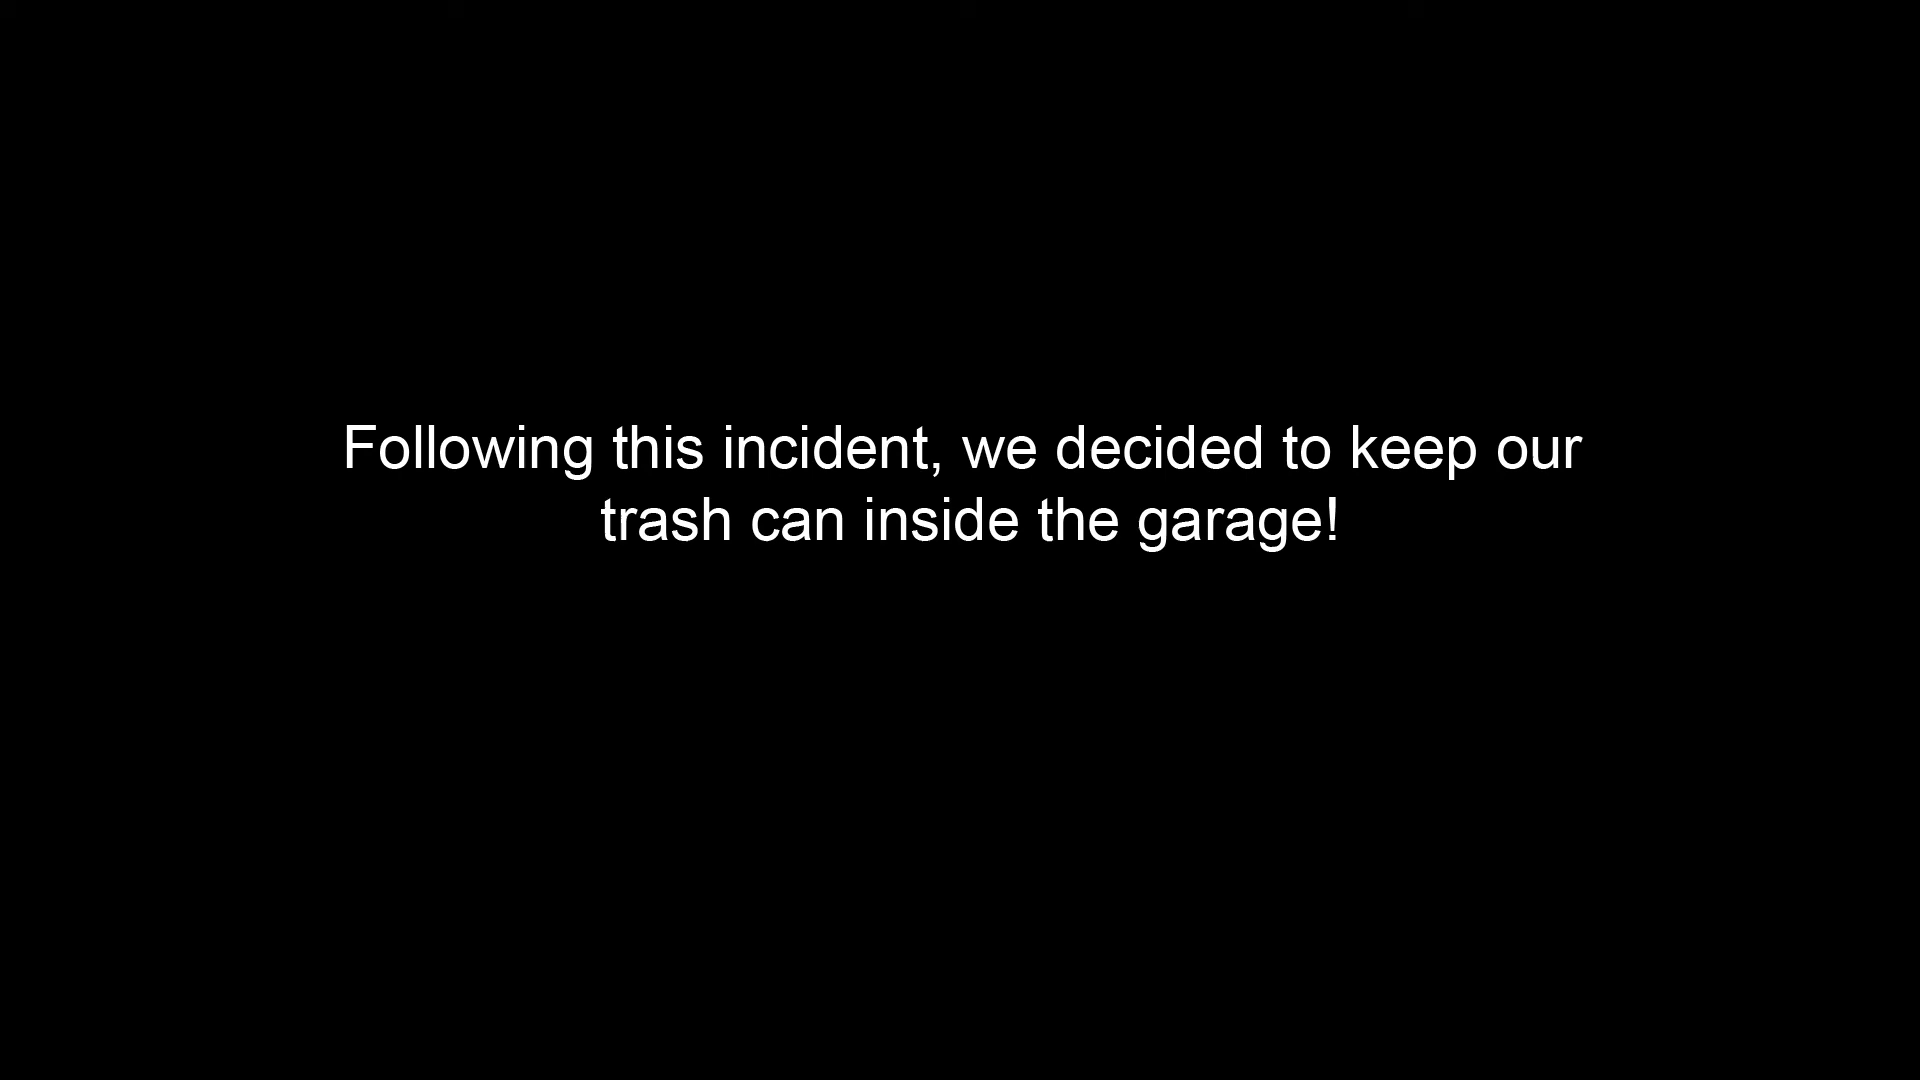 Following this incident, we decided to keep our
trash can inside the garage!